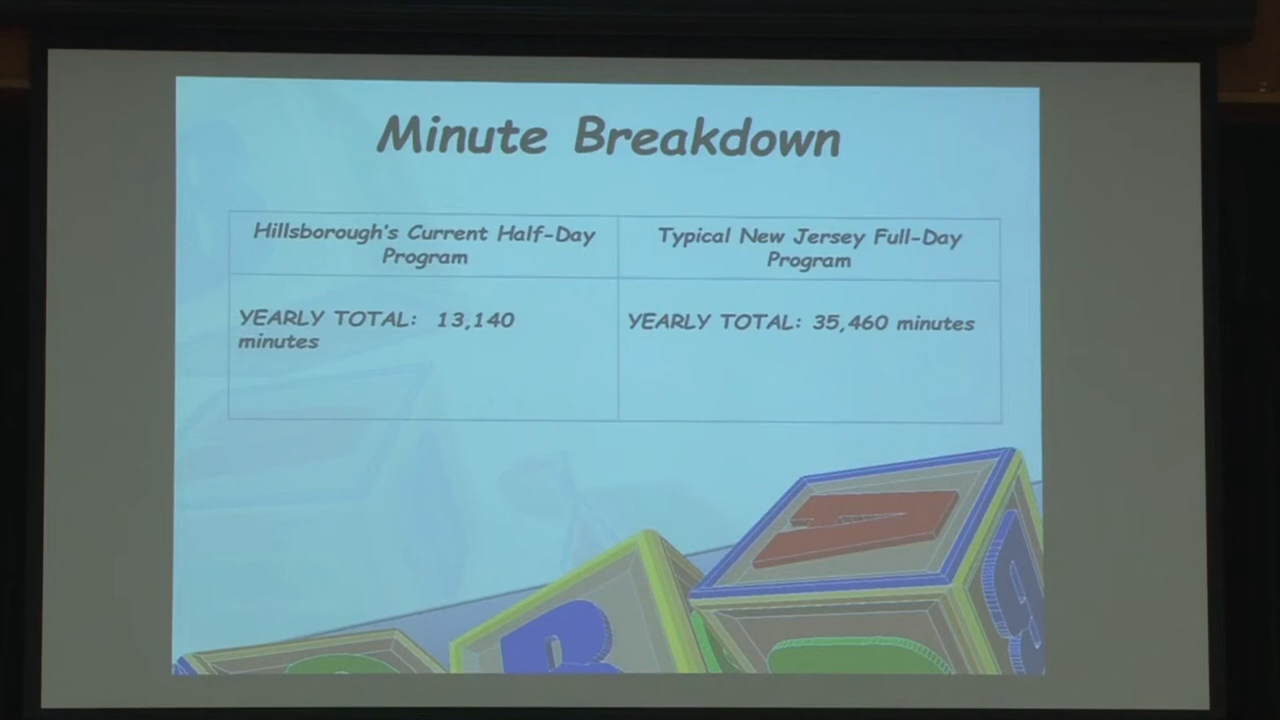 Minute Breakdown
Hillsborough's Current Half-Day
Program
Typical New Jersey Full-Day
Program
YEARLY TOTAL: 13,140
minutes
YEARLY TOTAL: 35,460 minutes
A
B
B